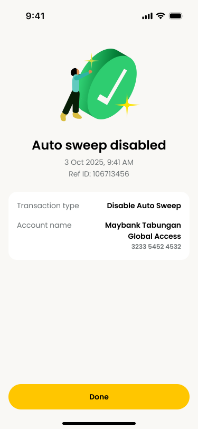 9:41
Auto sweep disabled
3 Oct 2025, 9:41 AM
Ref ID: 106713456
Transaction type Disable Auto Sweep
Account name Maybank Tabungan
Global Access
3233 5452 4532
Done